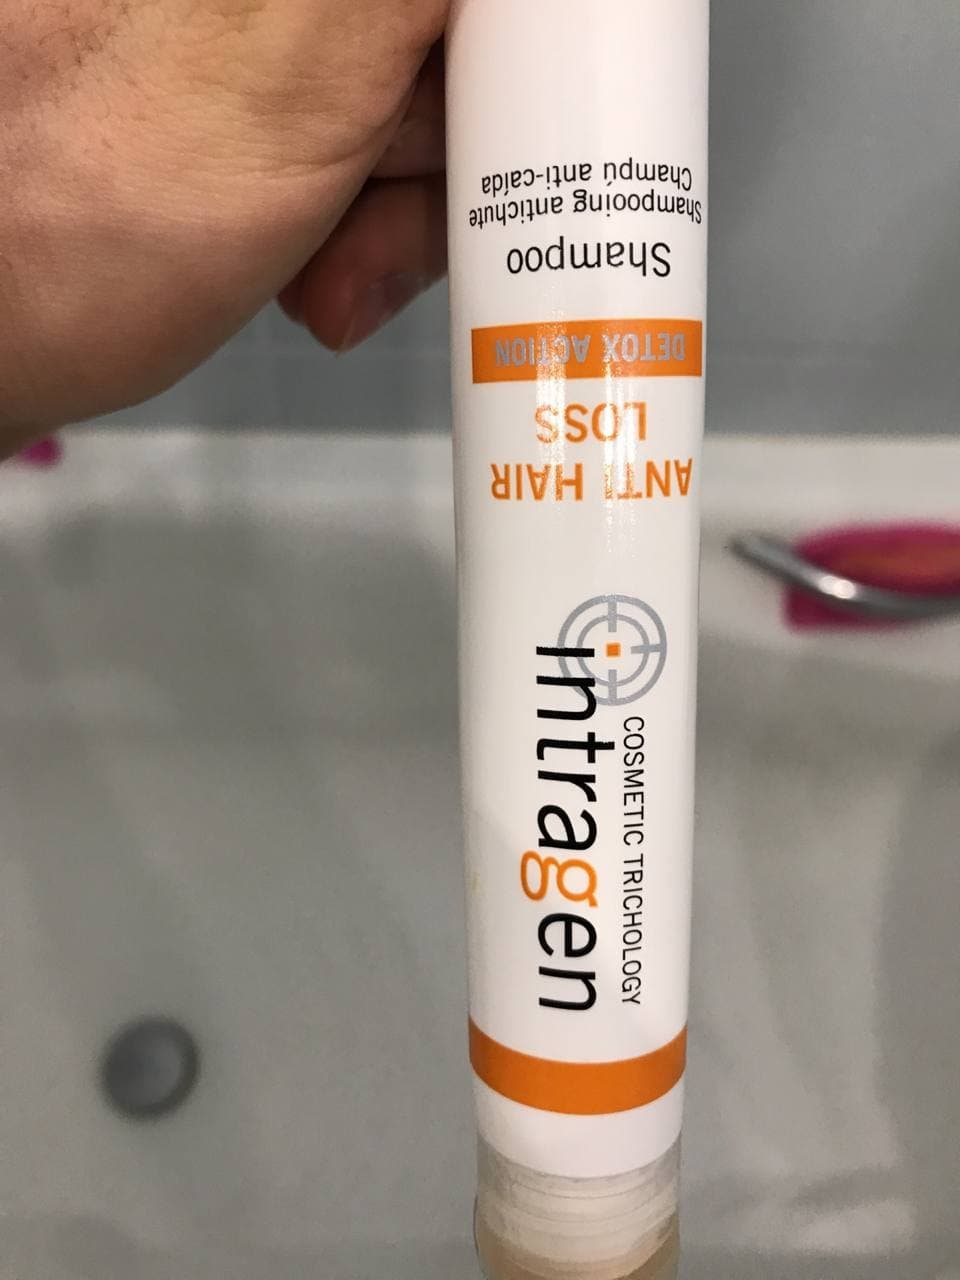 intragen
COSMETIC TRICHOLOGY
ANTI HAIR
LOSS
DETOX ACTION
Shampoo
Shampooing antichute
Champú anti-caída